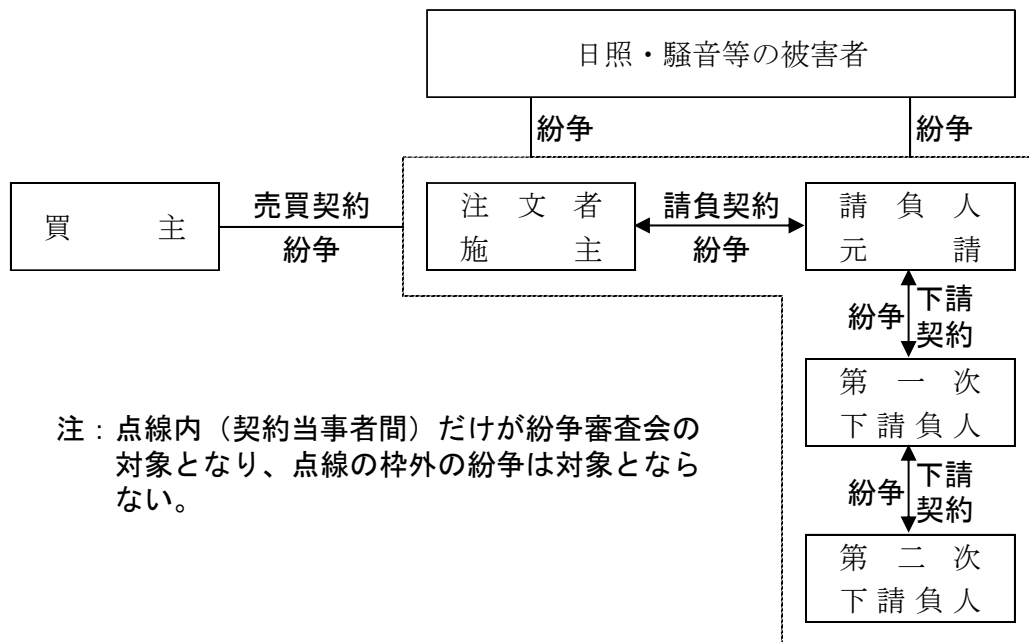 日照・騒音等の被害者
紛争
紛争
買主
売買契約
紛争
注文者
施主
請負契約
紛争
請負人
元請
紛争
下請
契約
第一次
下請負人
紛争
下請
契約
第二次
下請負人
注：点線内（契約当事者間）だけが紛争審査会の
対象となり、点線の枠外の紛争は対象となら
ない。